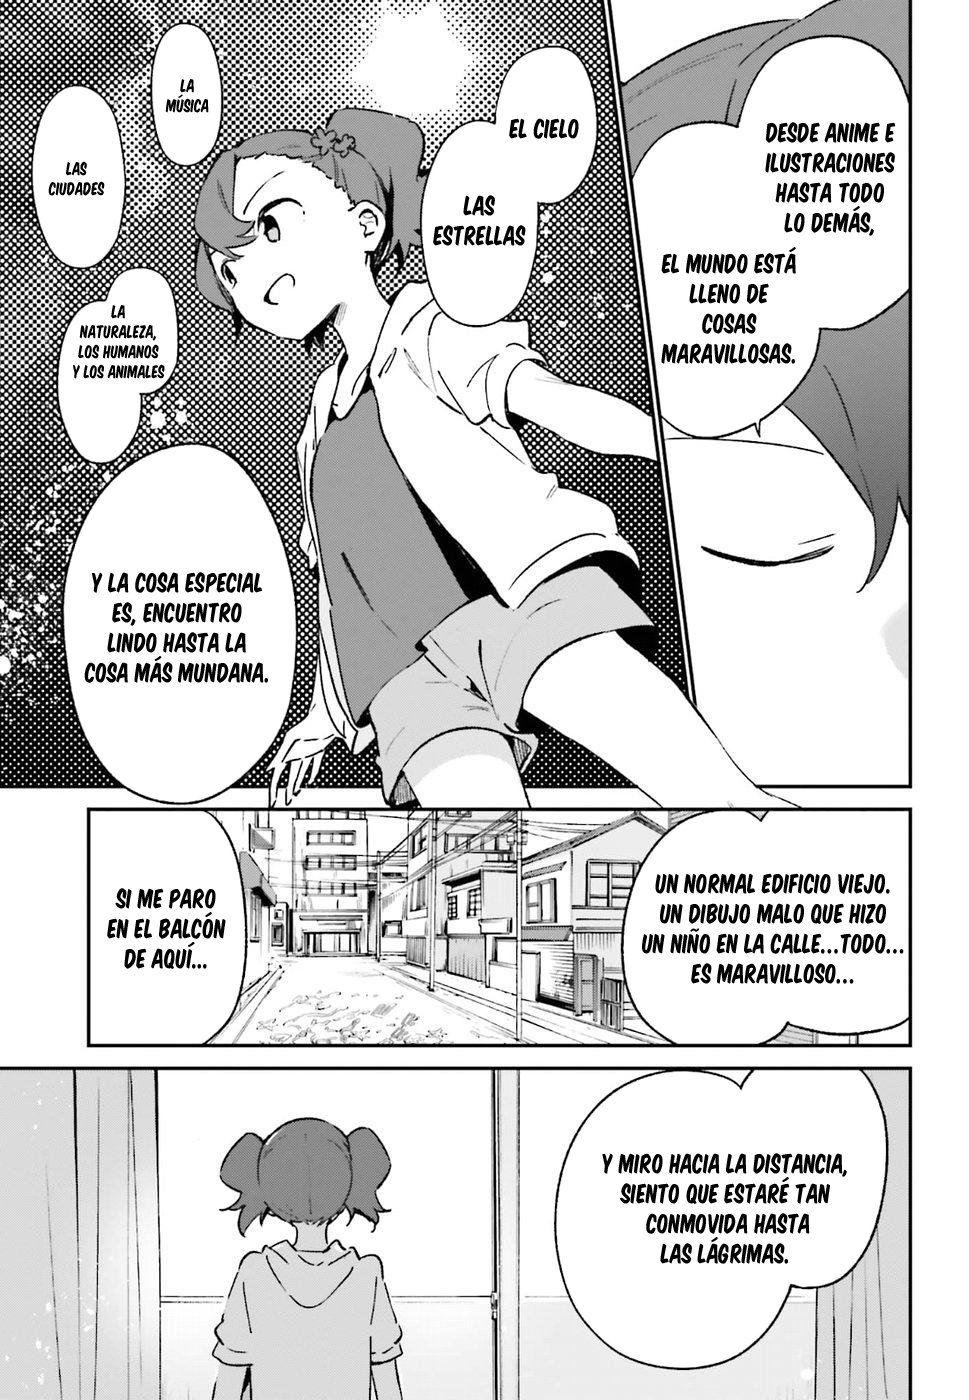 DESDE ANIME E
ILUSTRACIONES
HASTA TODO
LO DEMÁS,
EL MUNDO ESTÁ
LLENO DE
COSAS
MARAVILLOSAS.
EL CIELO
LAS
ESTRELLAS
LA
MÚSICA
LAS
CIUDADES
LA
NATURALEZA,
LOS HUMANOS
Y LOS ANIMALES
Y LA COSA ESPECIAL
ES, ENCUENTRO
LINDO HASTA LA
COSA MÁS MUNDANA.
UN NORMAL EDIFICIO VIEJO.
UN DIBUJO MALO QUE HIZO
UN NIÑO EN LA CALLE...TODO...
ES MARAVILLOSO...
SI ME PARO
EN EL BALCÓN
DE AQUÍ...
Y MIRO HACIA LA DISTANCIA,
SIENTO QUE ESTARÉ TAN
CONMOVIDA HASTA
LAS LÁGRIMAS.